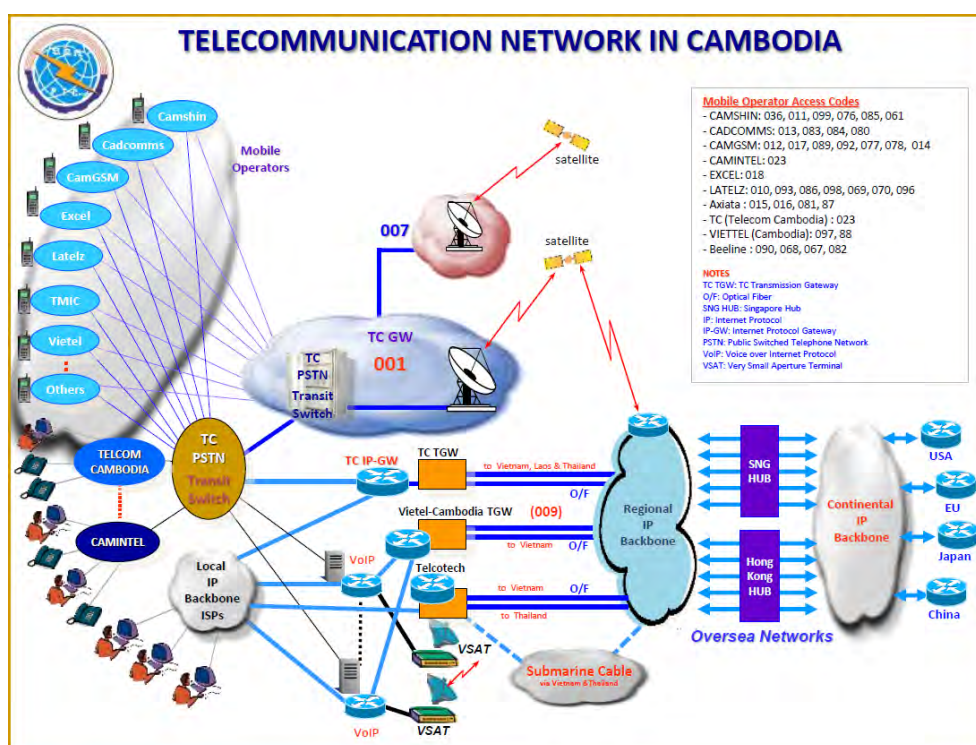 TELECOMMUNICATION NETWORK IN CAMBODIA
Mobile Operator Access Codes
- CAMSHIN: 036, 011, 099, 076, 085, 061
- CADCOMMS: 013, 083, 084, 080
- CAMGSM: 012, 017, 089, 092, 077, 078, 014
- CAMINTEL: 023
- EXCEL: 018
- LATELZ: 010, 093, 086, 098, 069, 070, 096
- Axiata : 015, 016, 081, 87
- TC (Telecom Cambodia) : 023
- VIETTEL (Cambodia): 097, 88
- Beeline : 090, 068, 067, 082
NOTES
TC TGW: TC Transmission Gateway
O/F: Optical Fiber
SNG HUB: Singapore Hub
IP: Internet Protocol
IP-GW: Internet Protocol Gateway
PSTN: Public Switched Telephone Network
VoIP: Voice over Internet Protocol
VSAT: Very Small Aperture Terminal
Camshin
Cadcomms
CamGSM
Excel
Latelz
TMIC
Vietel
Others
Mobile
Operators
satellite
007
satellite
TC GW
001
TC
PSTN
Transit
Switch
TELCOM
CAMBODIA
CAMINTEL
TC
PSTN
Transit
Switch
TC IP-GW
TC TGW
to Vietnam, Laos & Thailand
O/F
Vietel-Cambodia TGW
(009)
to Vietnam
O/F
Telcotech
to Vietnam
O/F
to Thailand
Local
IP
Backbone
ISPs
VoIP
VoIP
VSAT
VSAT
Submarine Cable
via Vietnam & Thailand
Regional
IP
Backbone
SNG
HUB
Hong
Kong
HUB
Oversea Networks
Continental
IP
Backbone
USA
EU
Japan
China